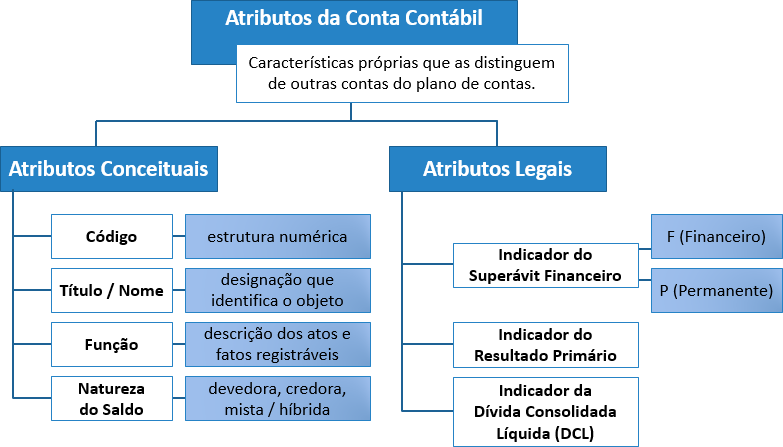 Atributos da Conta Contábil
Características próprias que as distinguem
de outras contas do plano de contas.
Atributos Conceituais
Código
estrutura numérica
Título / Nome
designação que
identifica o objeto
Função
descrição dos atos e
fatos registráveis
Natureza
do Saldo
devedora, credora,
mista / híbrida
Atributos Legais
Indicador do
Superávit Financeiro
F (Financeiro)
P (Permanente)
Indicador do
Resultado Primário
Indicador da
Dívida Consolidada
Líquida (DCL)